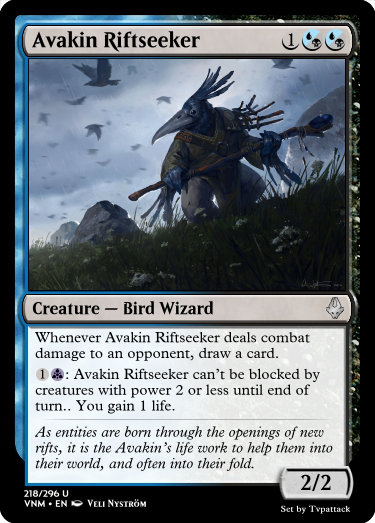 Avakin Riftseeker 1
Creature — Bird Wizard
Whenever Avakin Riftseeker deals combat
damage to an opponent, draw a card.
1: Avakin Riftseeker can't be blocked by
creatures with power 2 or less until end of
turn.. You gain 1 life.
As entities are born through the openings of new
rifts, it is the Avakin's life work to help them into
their world, and often into their fold.
2/2
218/296 U
VNM • EN Veli Nyström
Set by Tvpattack